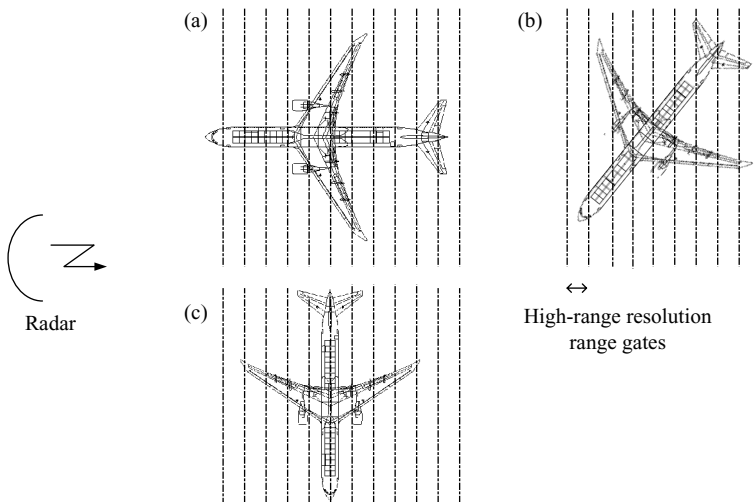 (a)
(b)
Radar
(c)
High-range resolution
range gates